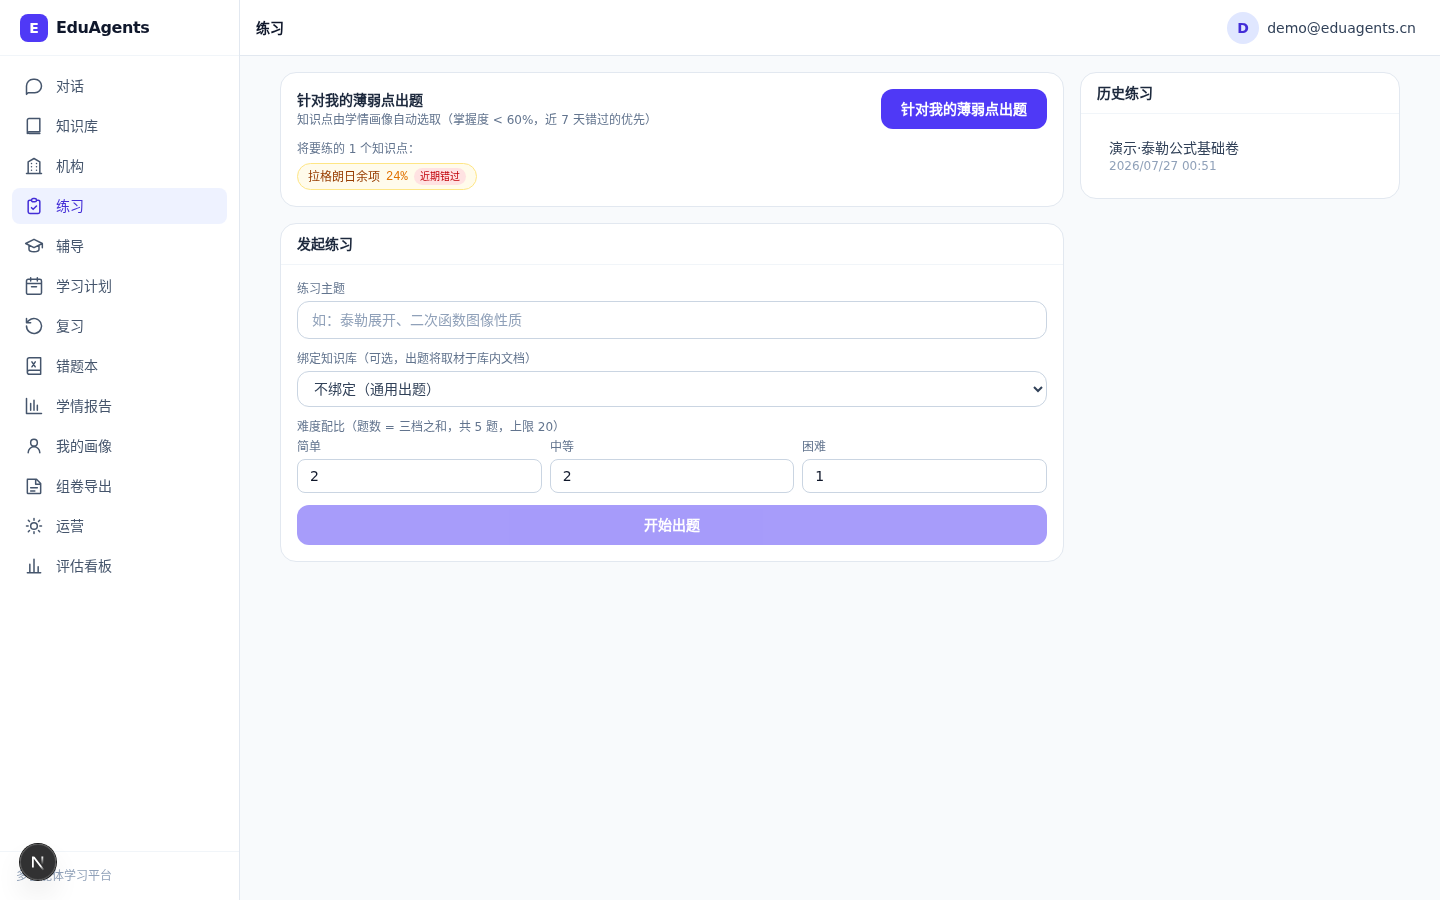 E EduAgents
对话
知识库
机构
练习
辅导
学习计划
复习
错题本
学情报告
我的画像
组卷导出
运营
评估看板
N
体学习平台
练习
D demo@eduagents.cn
针对我的薄弱点出题
知识点由学情画像自动选取（掌握度 < 60%，近 7 天错过的优先）
针对我的薄弱点出题
将要练的 1 个知识点：
拉格朗日余项 24% 近期错过
发起练习
练习主题
如：泰勒展开、二次函数图像性质
绑定知识库（可选，出题将取材于库内文档）
不绑定（通用出题）
难度配比（题数 = 三档之和，共 5 题，上限 20）
简单 中等 困难
2 2 1
开始出题
历史练习
演示·泰勒公式基础卷
2026/07/27 00:51